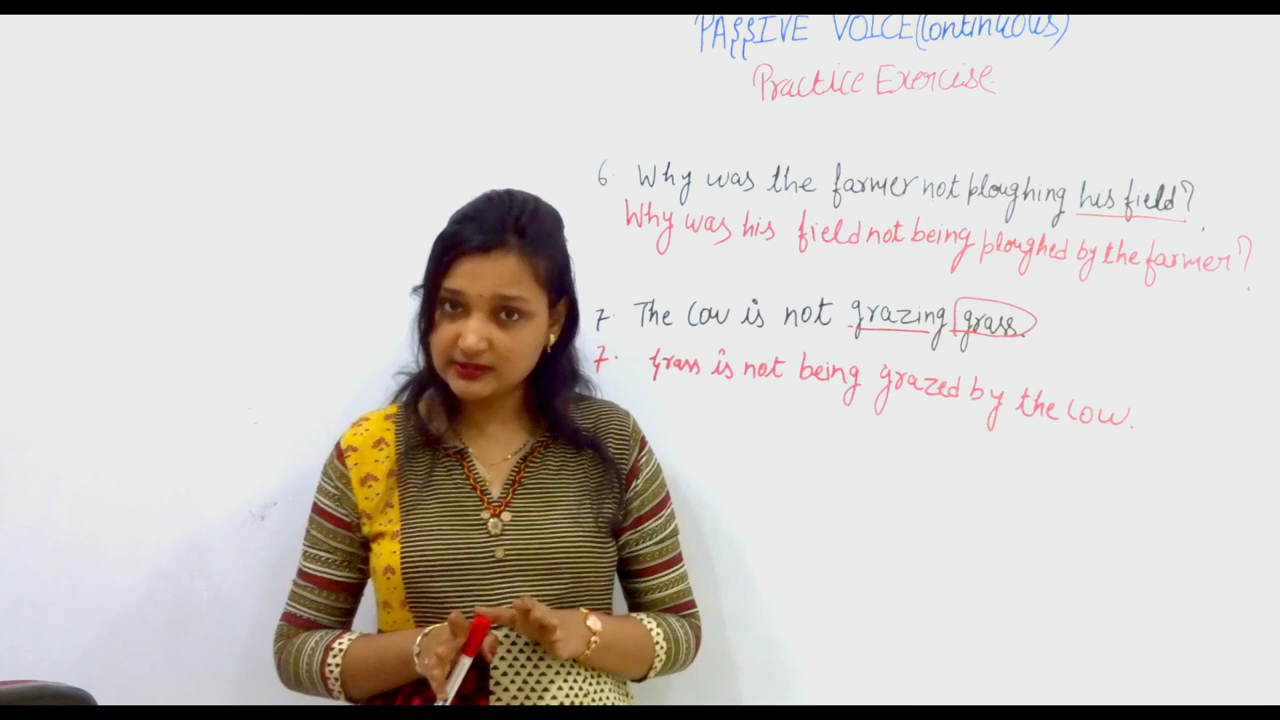 PASSIVE VOICE(Continuous)
Practice Exercise
6. Why was the farmer not ploughing his field?
Why was his field not being ploughed by the farmer?
7. The cow is not grazing grass.
7. Grass is not being grazed by the cow.